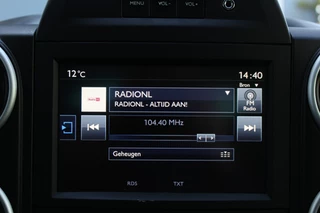 MENU VOL - VOL +
12°C 14:40
Bron
RADIONL
RADIONL - ALTIJD AAN!
FM
Radio
104.40 MHz
Geheugen
RDS TXT